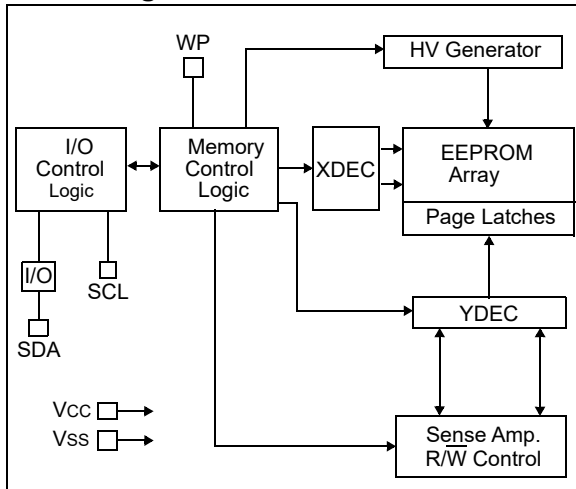 WP
HV Generator
I/O
Control
Logic
Memory
Control
Logic
XDEC
EEPROM
Array
Page Latches
I/O
SCL
SDA
YDEC
Vcc
Vss
Sense Amp.
R/W̅ Control